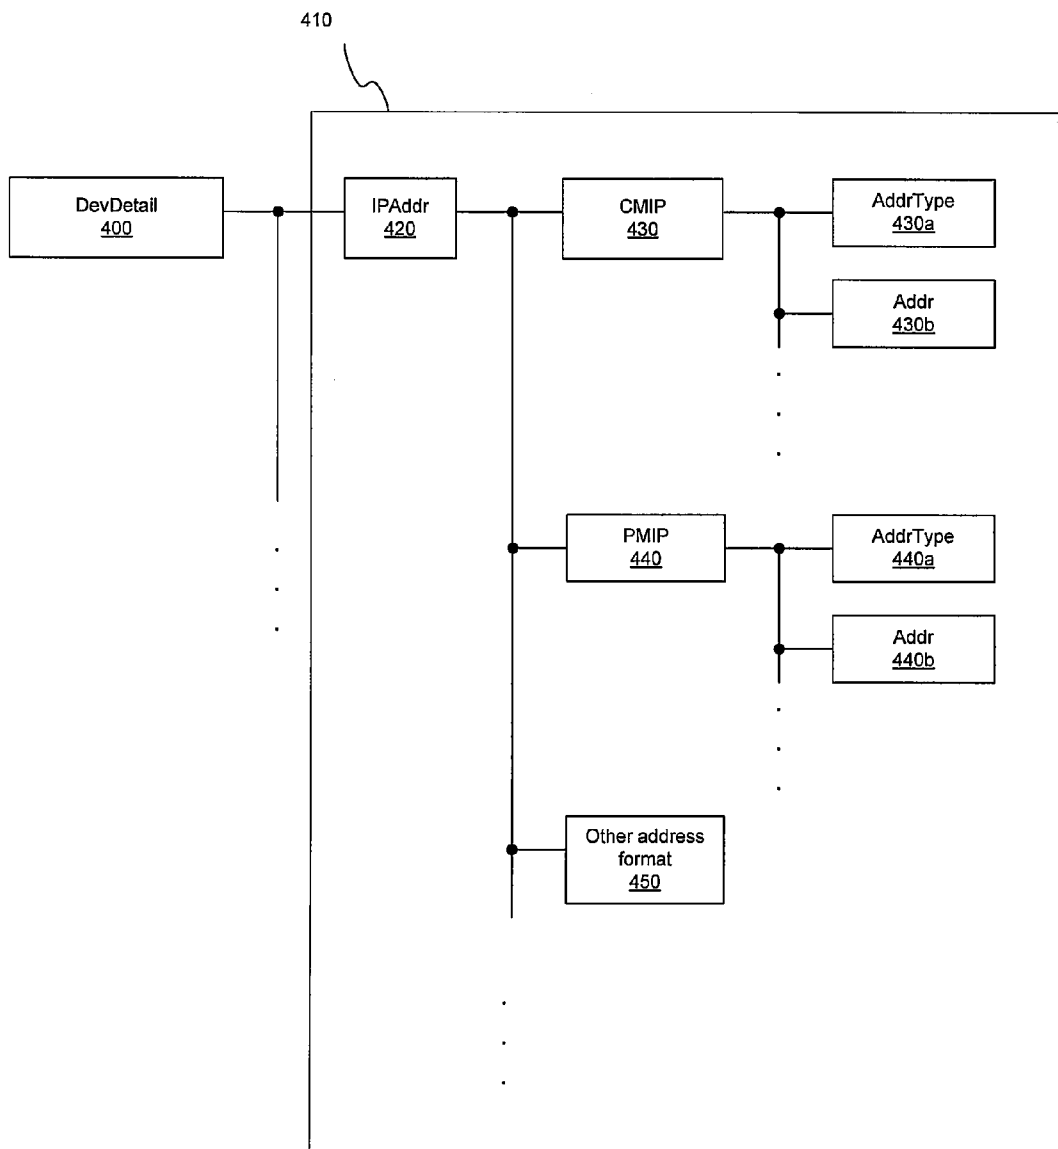 410
DevDetail
400
IPAddr
420
CMIP
430
AddrType
430a
Addr
430b
PMIP
440
AddrType
440a
Addr
440b
Other address
format
450